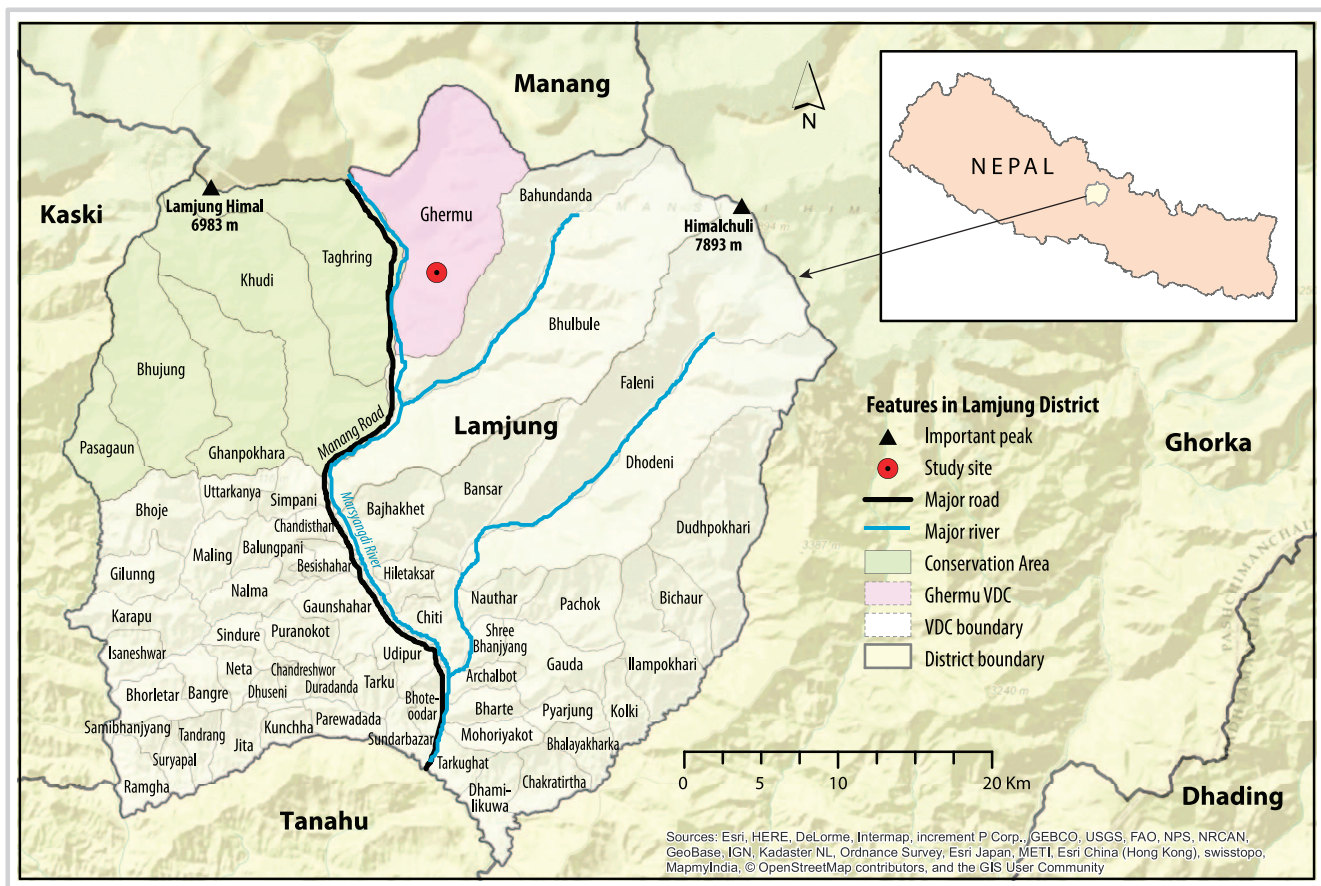 Manang
N
NEPAL
Kaski
Lamjung Himal
6983 m
Ghermu
Bahundanda
Himalchuli
7893 m
Taghring
Khudi
Bhulbule
Bhujung
Faleni
Manang Road
Lamjung
Pasagaun
Ghanpokhara
Dhodeni
Uttarkanya
Simpani
Bansar
Bhoje
Bajhakhet
Marsyangdi River
Chandisthan
Dudhpokhari
Maling
Balungpani
Besishahar
Gilunng
Hiletaksar
Nalma
Nauthar
Pachok
Bichaur
Karapu
Gaunshahar
Chiti
Sindure
Puranokot
Shree
Bhanjyang
Isaneshwar
Udipur
Gauda
Ilampokhari
Neta
Chandreshwor
Archalbot
Bhorletar
Bangre
Dhuseni
Duradanda
Tarku
Bhote-
oodar
Bharte
Pyarjung
Kolki
Samibhanjyang
Tandrang
Jita
Kunchha
Parewadada
Sundarbazar
Mohoriyakot
Bhalayakharka
Suryapal
Tarkughat
Ramgha
Dhami-
likuwa
Chakratirtha
Tanahu
Features in Lamjung District
Important peak
Study site
Major road
Major river
Conservation Area
Ghermu VDC
VDC boundary
District boundary
Ghorka
Dhading
3240 m
0 5 10 20 Km
Sources: Esri, HERE, DeLorme, Intermap, increment P Corp., GEBCO, USGS, FAO, NPS, NRCAN,
GeoBase, IGN, Kadaster NL, Ordnance Survey, Esri Japan, METI, Esri China (Hong Kong), swisstopo,
MapmyIndia, © OpenStreetMap contributors, and the GIS User Community